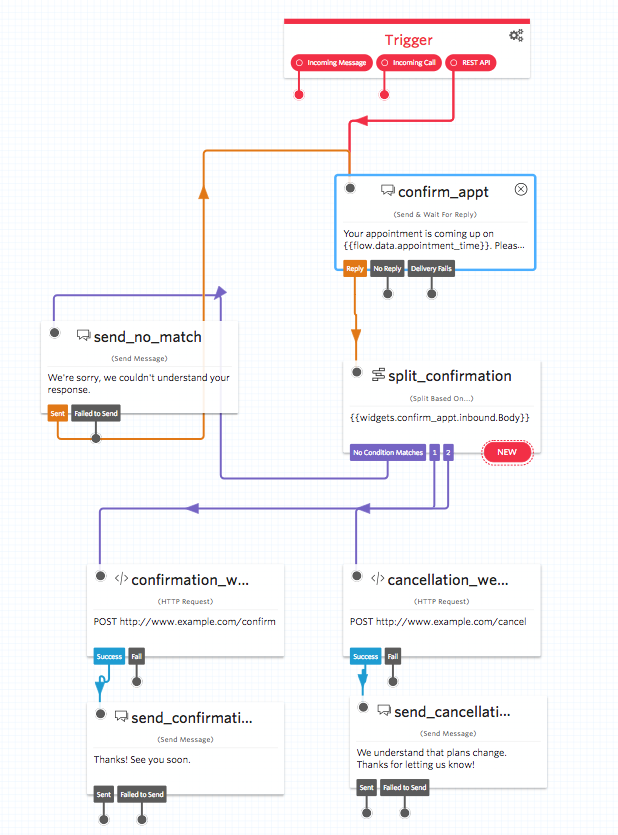 Trigger
Incoming Message
Incoming Call
REST API
confirm_appt
(Send & Wait For Reply)
Your appointment is coming up on
{{flow.data.appointment_time}}. Pleas...
Reply
No Reply
Delivery Fails
send_no_match
(Send Message)
We're sorry, we couldn't understand your
response.
Sent
Failed to Send
split_confirmation
(Split Based On...)
{{widgets.confirm_appt.inbound.Body}}
No Condition Matches
1
2
NEW
confirmation_w...
(HTTP Request)
POST http://www.example.com/confirm
Success
Fail
cancellation_we...
(HTTP Request)
POST http://www.example.com/cancel
Success
Fail
send_confirmati...
(Send Message)
Thanks! See you soon.
Sent
Failed to Send
send_cancellati...
(Send Message)
We understand that plans change.
Thanks for letting us know!
Sent
Failed to Send